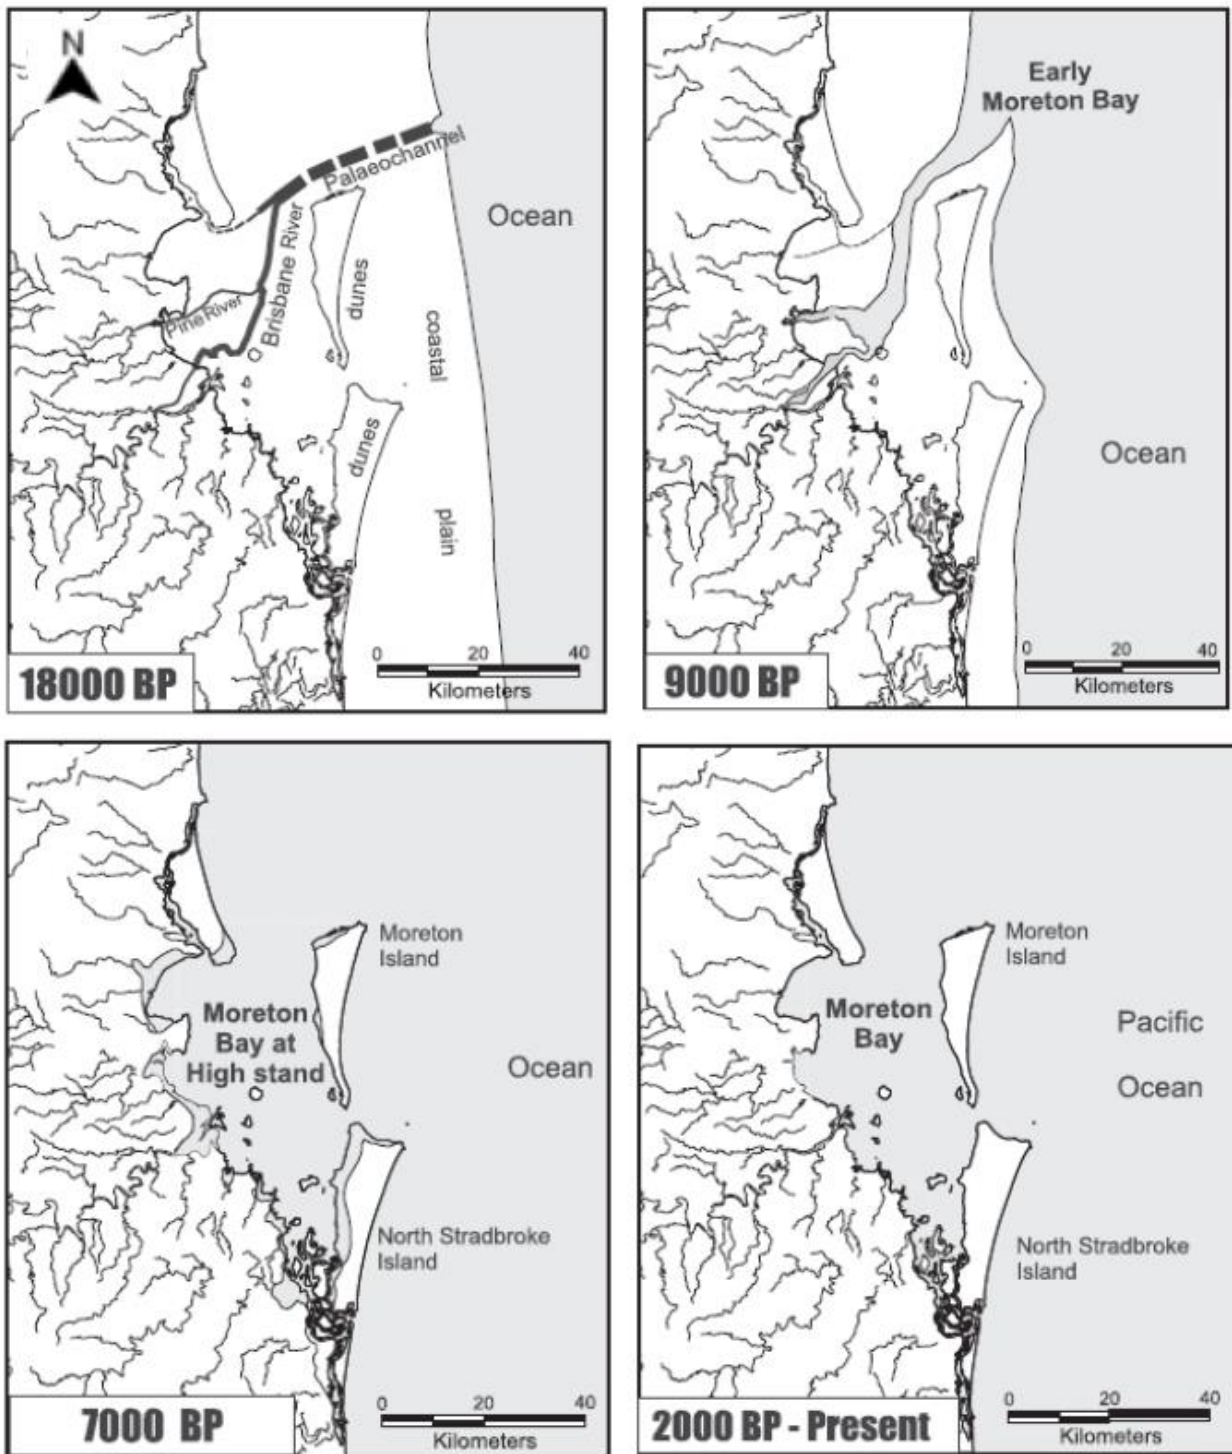 N
Palaeochannel
Ocean
Brisbane River
Pine River
dunes
coastal
dunes
plain
0 20 40
Kilometers
18000 BP
Early
Moreton Bay
Ocean
0 20 40
Kilometers
9000 BP
Moreton
Island
Moreton
Bay at
High stand
Ocean
North Stradbroke
Island
0 20 40
Kilometers
7000 BP
Moreton
Island
Moreton
Bay
Pacific
Ocean
North Stradbroke
Island
0 20 40
Kilometers
2000 BP - Present